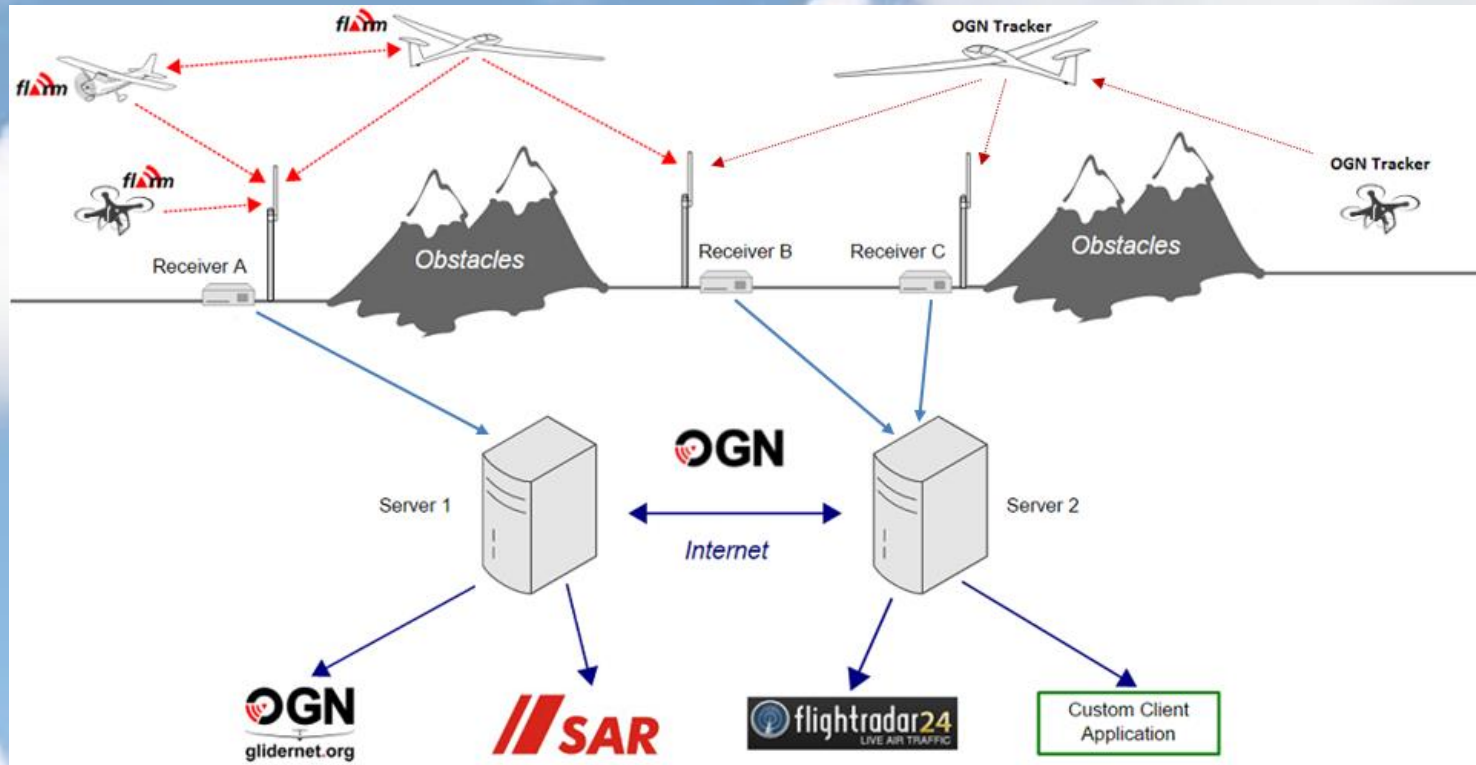 flarm
OGN Tracker
flarm
OGN Tracker
flarm
Receiver A
Obstacles
Receiver B
Receiver C
Obstacles
OGN
Server 1
Server 2
Internet
OGN
glidernet.org
SAR
flightradar24
LIVE AIR TRAFFIC
Custom Client
Application